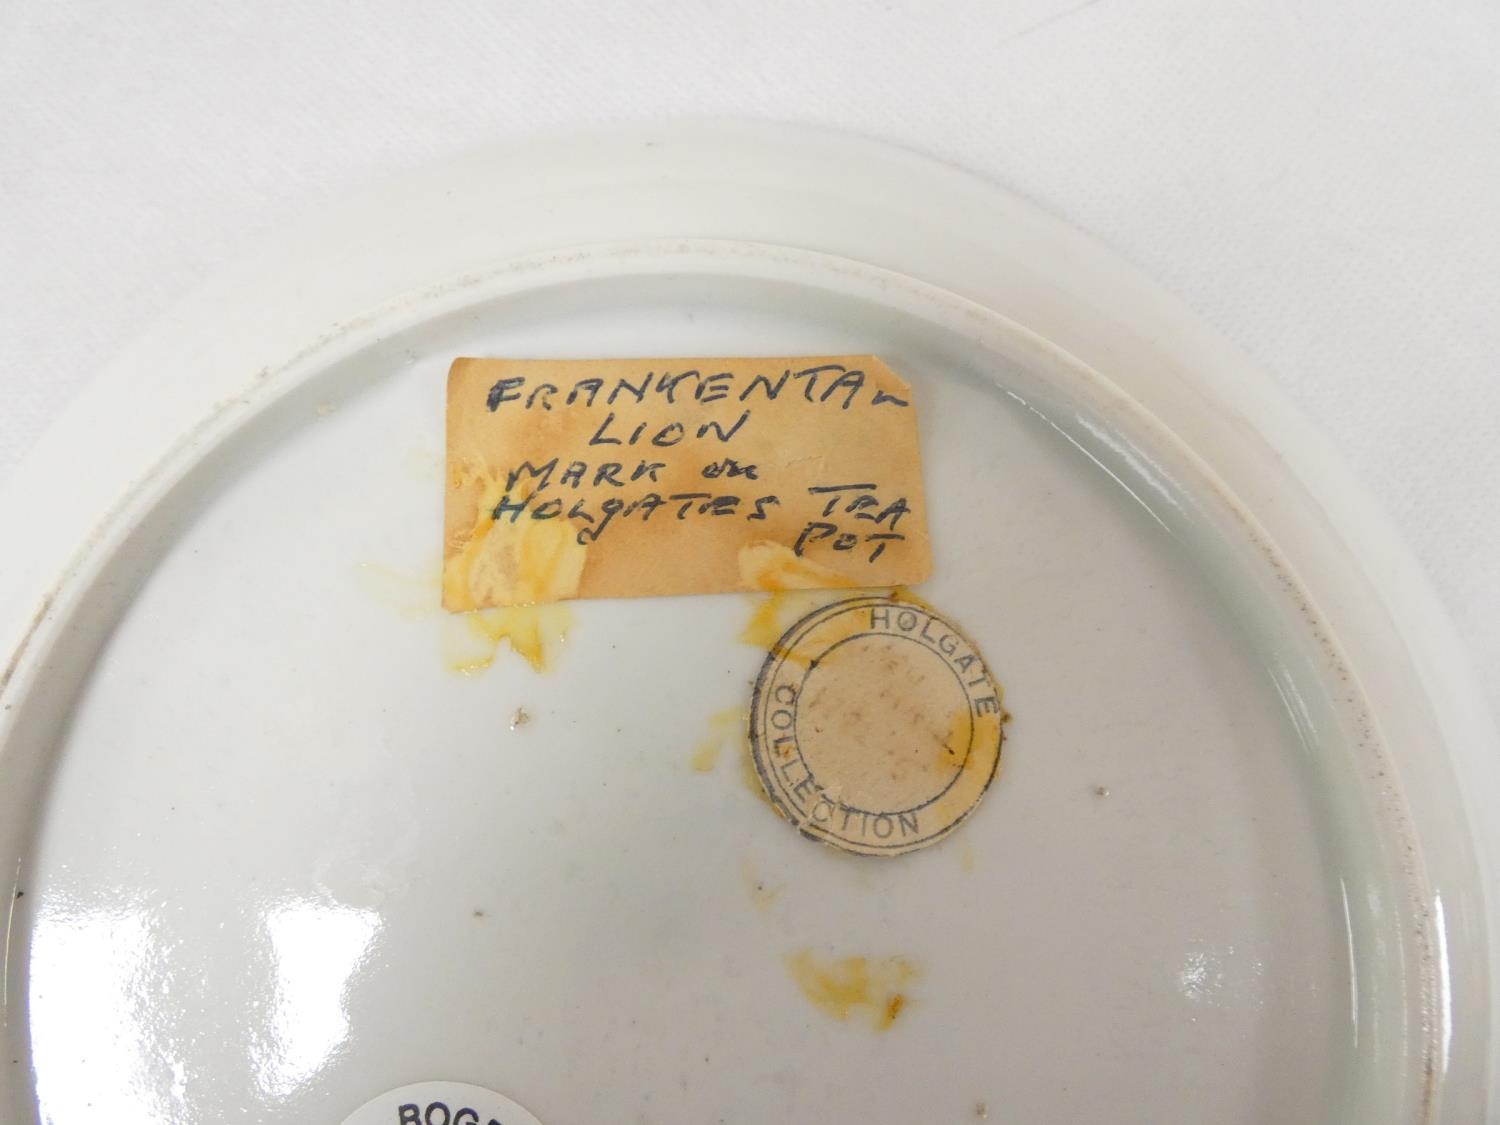 FRANKENTAL
LION
MARK on
HOLGATES TEA
POT
HOLGATE
COLLECTION